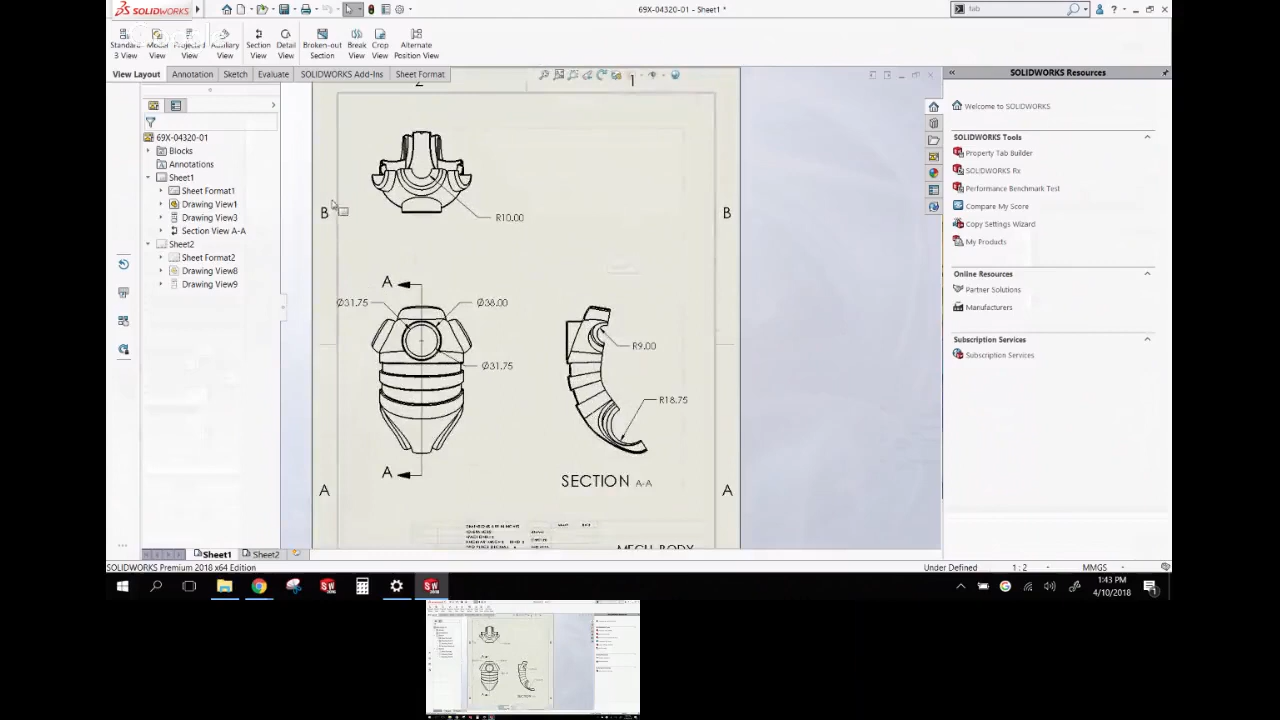 SOLIDWORKS
69X-04320-01 - Sheet1 *
tab
Standard 3 View
Model View
Projected View
Auxiliary View
Section View
Detail View
Broken-out Section
Break View
Crop View
Alternate Position View
View Layout
Annotation
Sketch
Evaluate
SOLIDWORKS Add-Ins
Sheet Format
SOLIDWORKS Resources
69X-04320-01
Blocks
Annotations
Sheet1
Sheet Format1
Drawing View1
Drawing View3
Section View A-A
Sheet2
Sheet Format2
Drawing View8
Drawing View9
2
1
B
B
R10.00
A
Ø31.75
Ø38.00
R9.00
Ø31.75
R18.75
A
SECTION A-A
A
A
MECH BODY
Welcome to SOLIDWORKS
SOLIDWORKS Tools
Property Tab Builder
SOLIDWORKS Rx
Performance Benchmark Test
Compare My Score
Copy Settings Wizard
My Products
Online Resources
Partner Solutions
Manufacturers
Subscription Services
Subscription Services
Sheet1
Sheet2
SOLIDWORKS Premium 2018 x64 Edition
Under Defined
1 : 2
MMGS
1:43 PM
4/10/2018